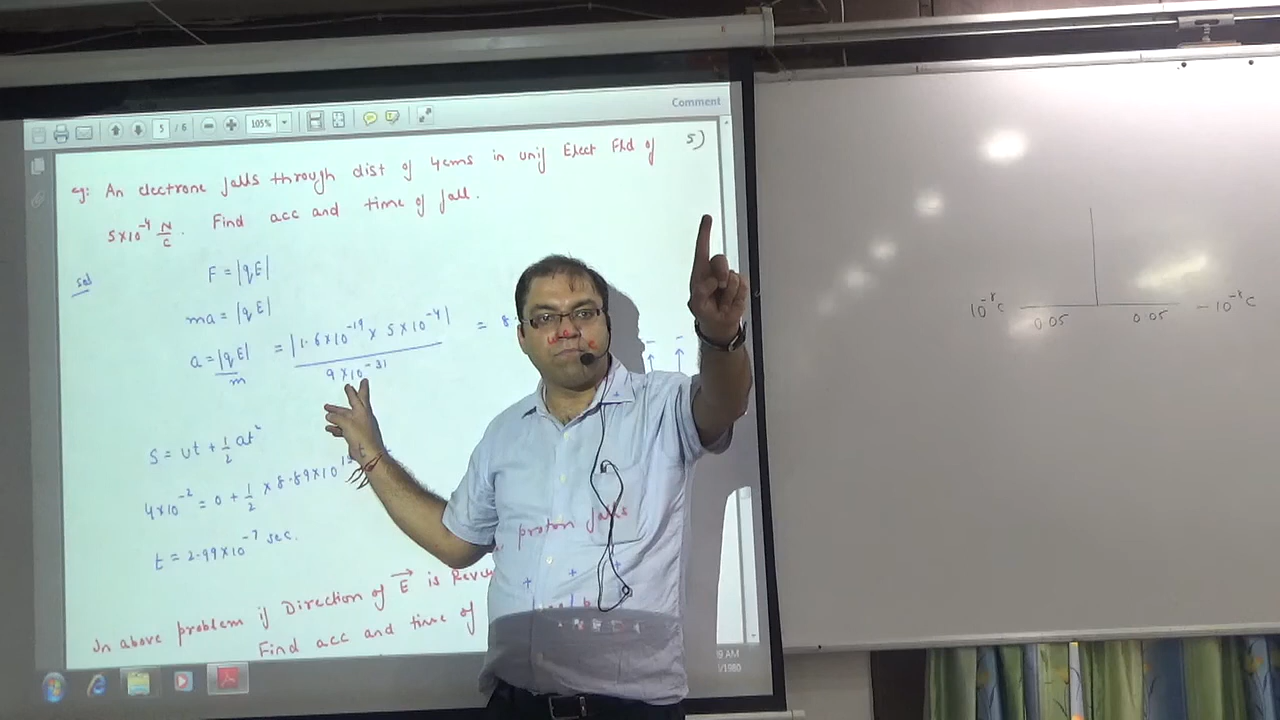 Comment
5 / 6 105%
eg: An electrone falls through dist of 4cms in unif Elect Fld of 5)
5×10⁻⁴ N/C. Find acc and time of fall.
Sol
F = |qE|
ma = |qE|
a = |qE|/m = |1.6×10⁻¹⁹ × 5×10⁻⁴|/9×10⁻³¹ = 8.
S = ut + 1/2 at²
4×10⁻² = 0 + 1/2 × 8.89×10
t = 2.99×10⁻⁷ sec.
proton falls
In above problem if Direction of E⃗ is Reve
Find acc and time of
10⁻⁸C 0.05 0.05 −10⁻⁸C